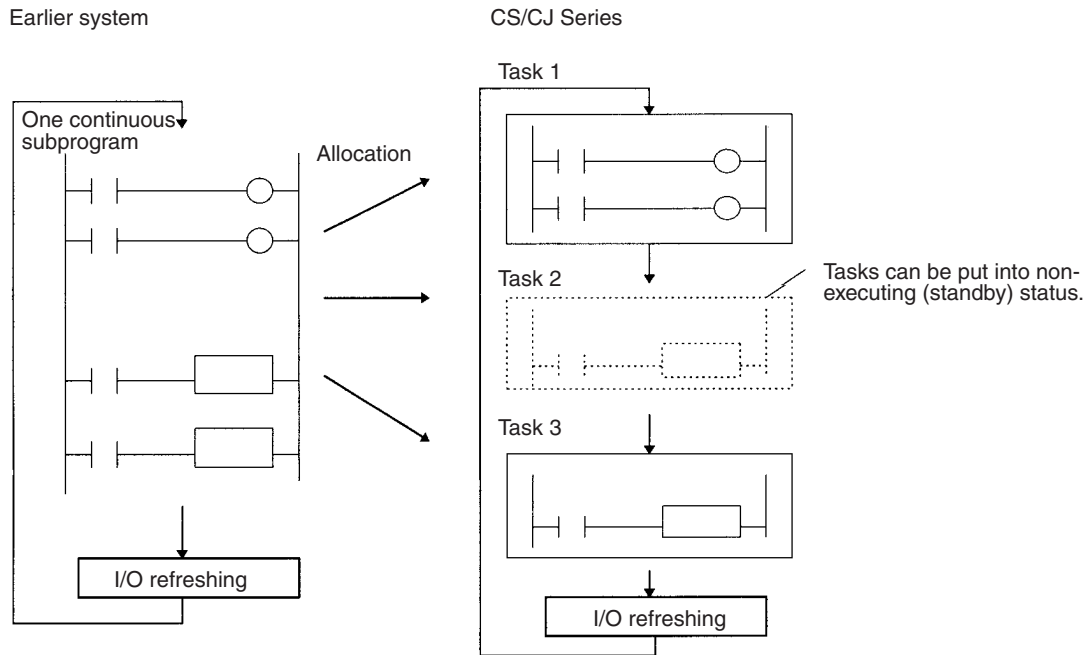 Earlier system
CS/CJ Series
Task 1
One continuous
subprogram
Allocation
Task 2
Tasks can be put into non-
executing (standby) status.
Task 3
I/O refreshing
I/O refreshing